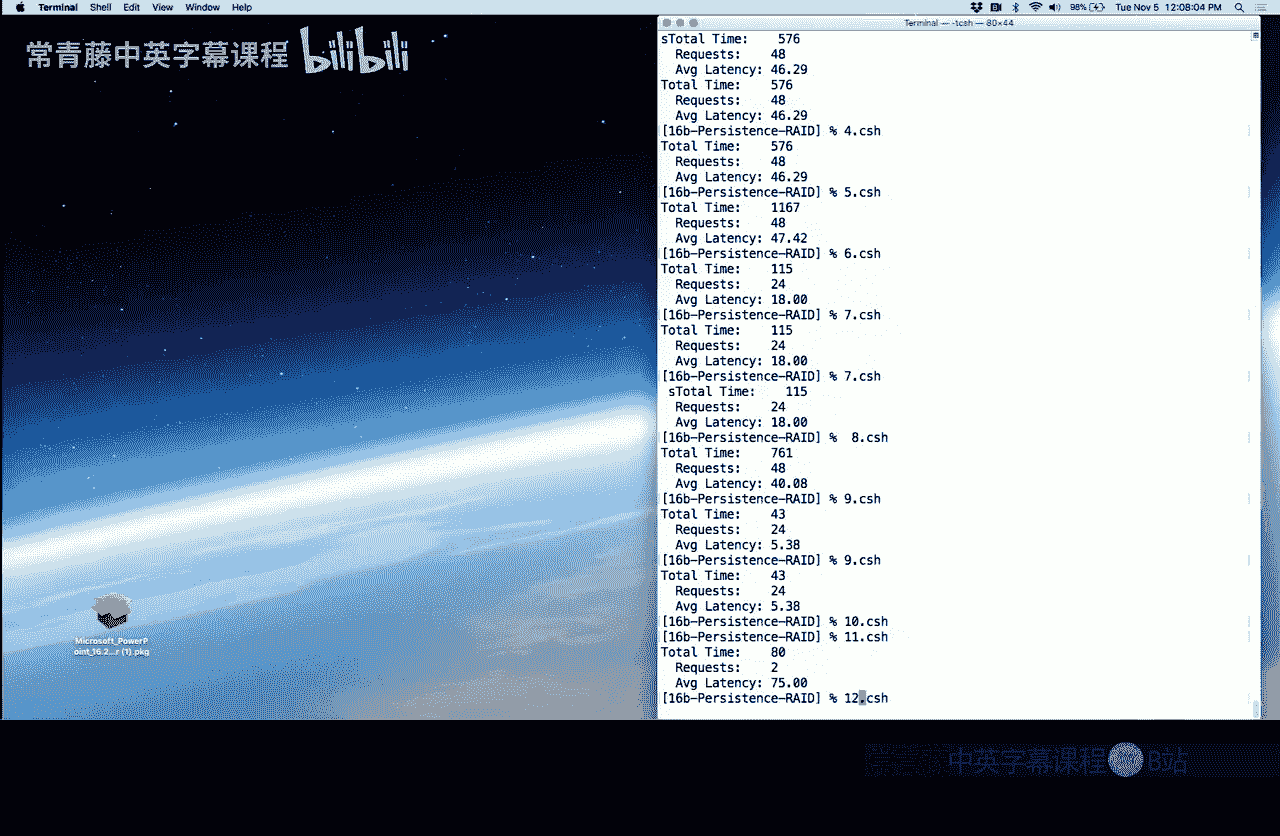 Terminal Shell Edit View Window Help 98% Tue Nov 5 12:08:04 PM
常青藤中英字幕课程 bilibili
Terminal — -tcsh — 80×44
sTotal Time: 576
Requests: 48
Avg Latency: 46.29
Total Time: 576
Requests: 48
Avg Latency: 46.29
[16b-Persistence-RAID] % 4.csh
Total Time: 576
Requests: 48
Avg Latency: 46.29
[16b-Persistence-RAID] % 5.csh
Total Time: 1167
Requests: 48
Avg Latency: 47.42
[16b-Persistence-RAID] % 6.csh
Total Time: 115
Requests: 24
Avg Latency: 18.00
[16b-Persistence-RAID] % 7.csh
Total Time: 115
Requests: 24
Avg Latency: 18.00
[16b-Persistence-RAID] % 7.csh
sTotal Time: 115
Requests: 24
Avg Latency: 18.00
[16b-Persistence-RAID] % 8.csh
Total Time: 761
Requests: 48
Avg Latency: 40.08
[16b-Persistence-RAID] % 9.csh
Total Time: 43
Requests: 24
Avg Latency: 5.38
[16b-Persistence-RAID] % 9.csh
Total Time: 43
Requests: 24
Avg Latency: 5.38
[16b-Persistence-RAID] % 10.csh
[16b-Persistence-RAID] % 11.csh
Total Time: 80
Requests: 2
Avg Latency: 75.00
[16b-Persistence-RAID] % 12.csh
Microsoft_PowerP
oint_16.2...r (1).pkg
中英字幕课程 B站